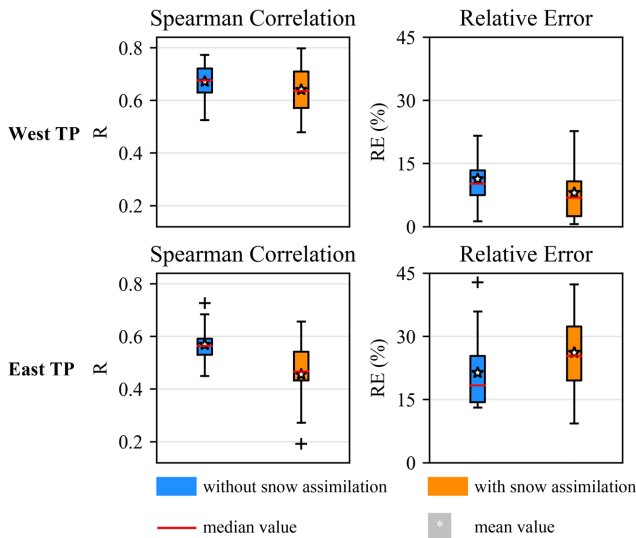 Spearman Correlation
Relative Error
0.8
0.6
0.4
0.2
R
West TP
45
30
15
0
RE (%)
Spearman Correlation
Relative Error
0.8
0.6
0.4
0.2
R
East TP
45
30
15
0
RE (%)
without snow assimilation
with snow assimilation
median value
* mean value